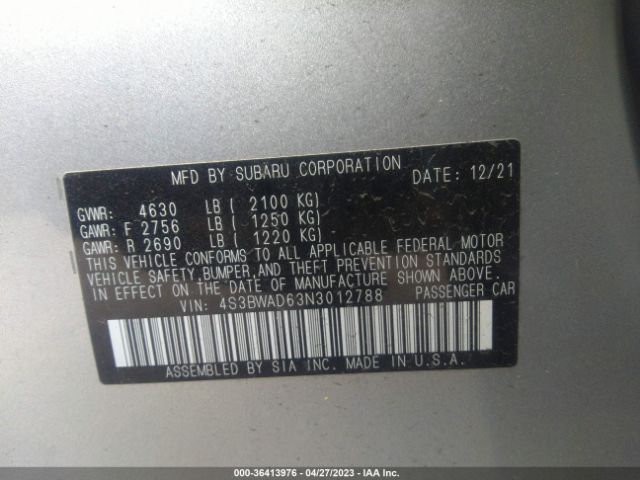 MFD BY SUBARU CORPORATION DATE: 12/21
GVWR: 4630 LB ( 2100 KG)
GAWR: F 2756 LB ( 1250 KG)
GAWR: R 2690 LB ( 1220 KG)
THIS VEHICLE CONFORMS TO ALL APPLICABLE FEDERAL MOTOR
VEHICLE SAFETY, BUMPER, AND THEFT PREVENTION STANDARDS
IN EFFECT ON THE DATE OF MANUFACTURE SHOWN ABOVE.
VIN: 4S3BWAD63N3012788 PASSENGER CAR
ASSEMBLED BY SIA INC. MADE IN U.S.A.
000-36413976 - 04/27/2023 - IAA Inc.